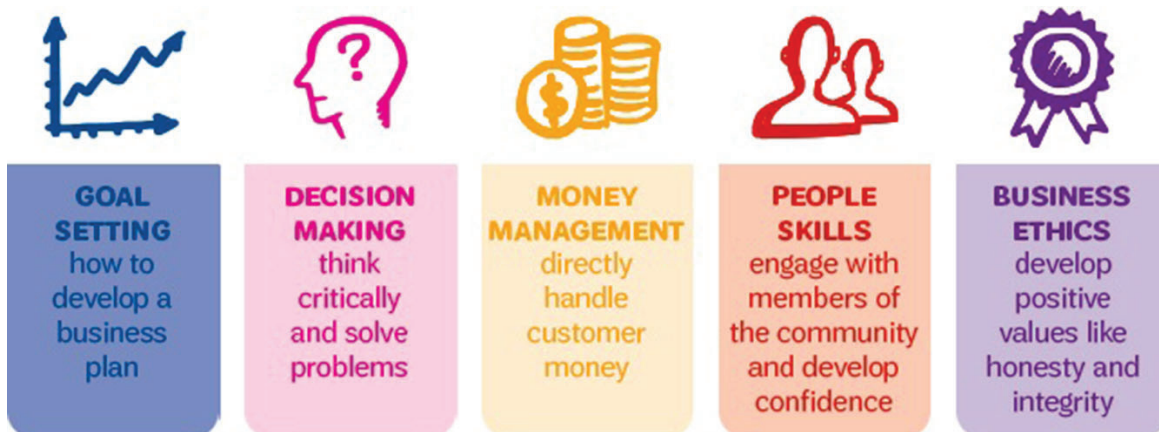 GOAL
SETTING
how to
develop a
business
plan
DECISION
MAKING
think
critically
and solve
problems
MONEY
MANAGEMENT
directly
handle
customer
money
PEOPLE
SKILLS
engage with
members of
the community
and develop
confidence
BUSINESS
ETHICS
develop
positive
values like
honesty and
integrity